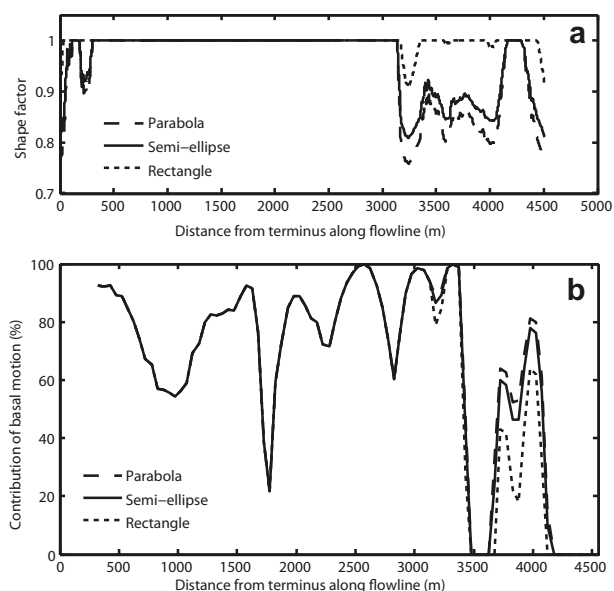 a
1
0.9
0.8
0.7
Shape factor
Parabola
Semi−ellipse
Rectangle
0 500 1000 1500 2000 2500 3000 3500 4000 4500 5000
Distance from terminus along flowline (m)
b
100
80
60
40
20
0
Contribution of basal motion (%)
Parabola
Semi−ellipse
Rectangle
0 500 1000 1500 2000 2500 3000 3500 4000 4500
Distance from terminus along flowline (m)